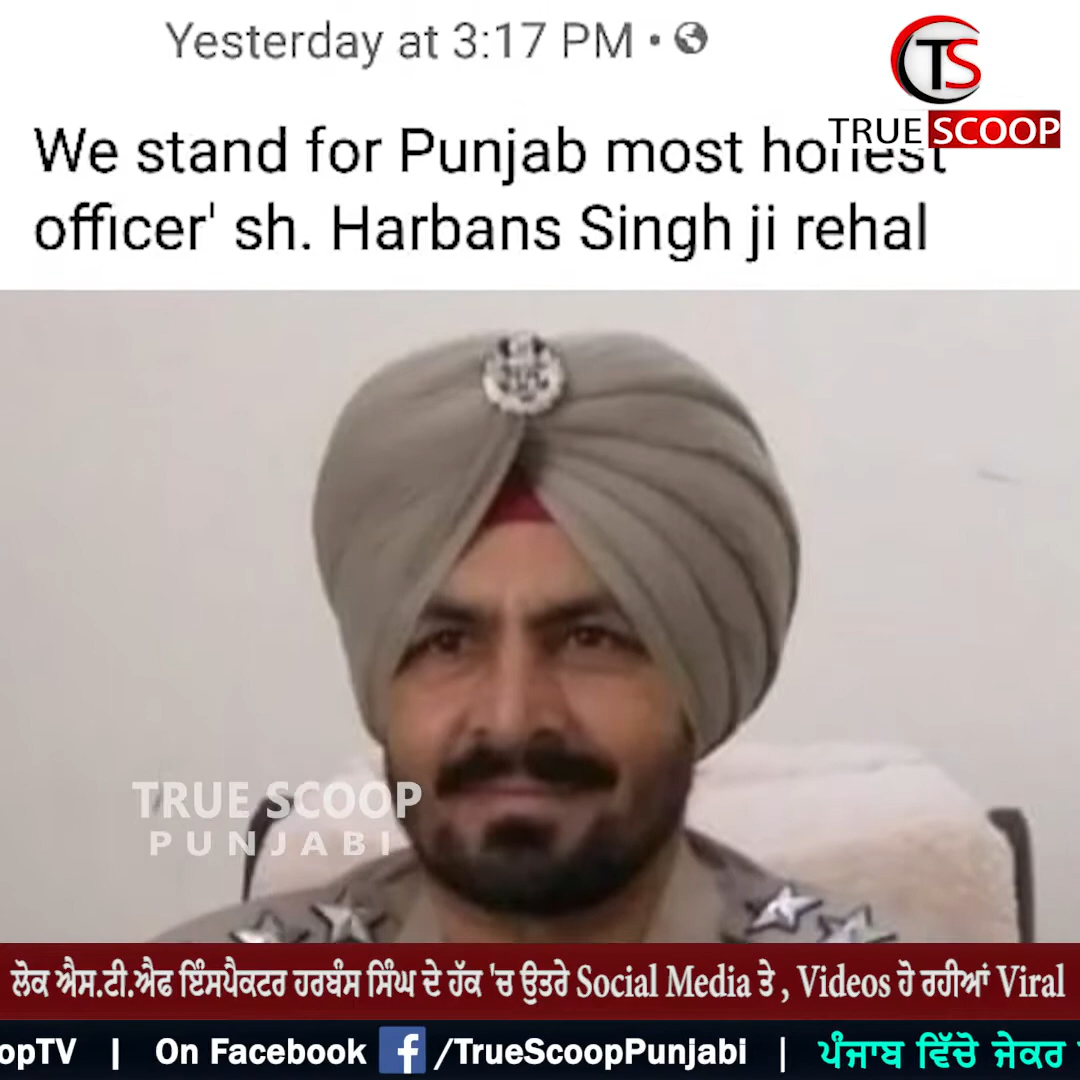 Yesterday at 3:17 PM •
TS
TRUE SCOOP
We stand for Punjab most honest
officer' sh. Harbans Singh ji rehal
TRUE SCOOP
PUNJABI
ਲੋਕ ਐਸ.ਟੀ.ਐਫ ਇੰਸਪੈਕਟਰ ਹਰਬੰਸ ਸਿੰਘ ਦੇ ਹੱਕ 'ਚ ਉਤਰੇ Social Media ਤੇ , Videos ਹੋ ਰਹੀਆਂ Viral
opTV | On Facebook f /TrueScoopPunjabi | ਪੰਜਾਬ ਵਿੱਚੋ ਜੇਕਰ